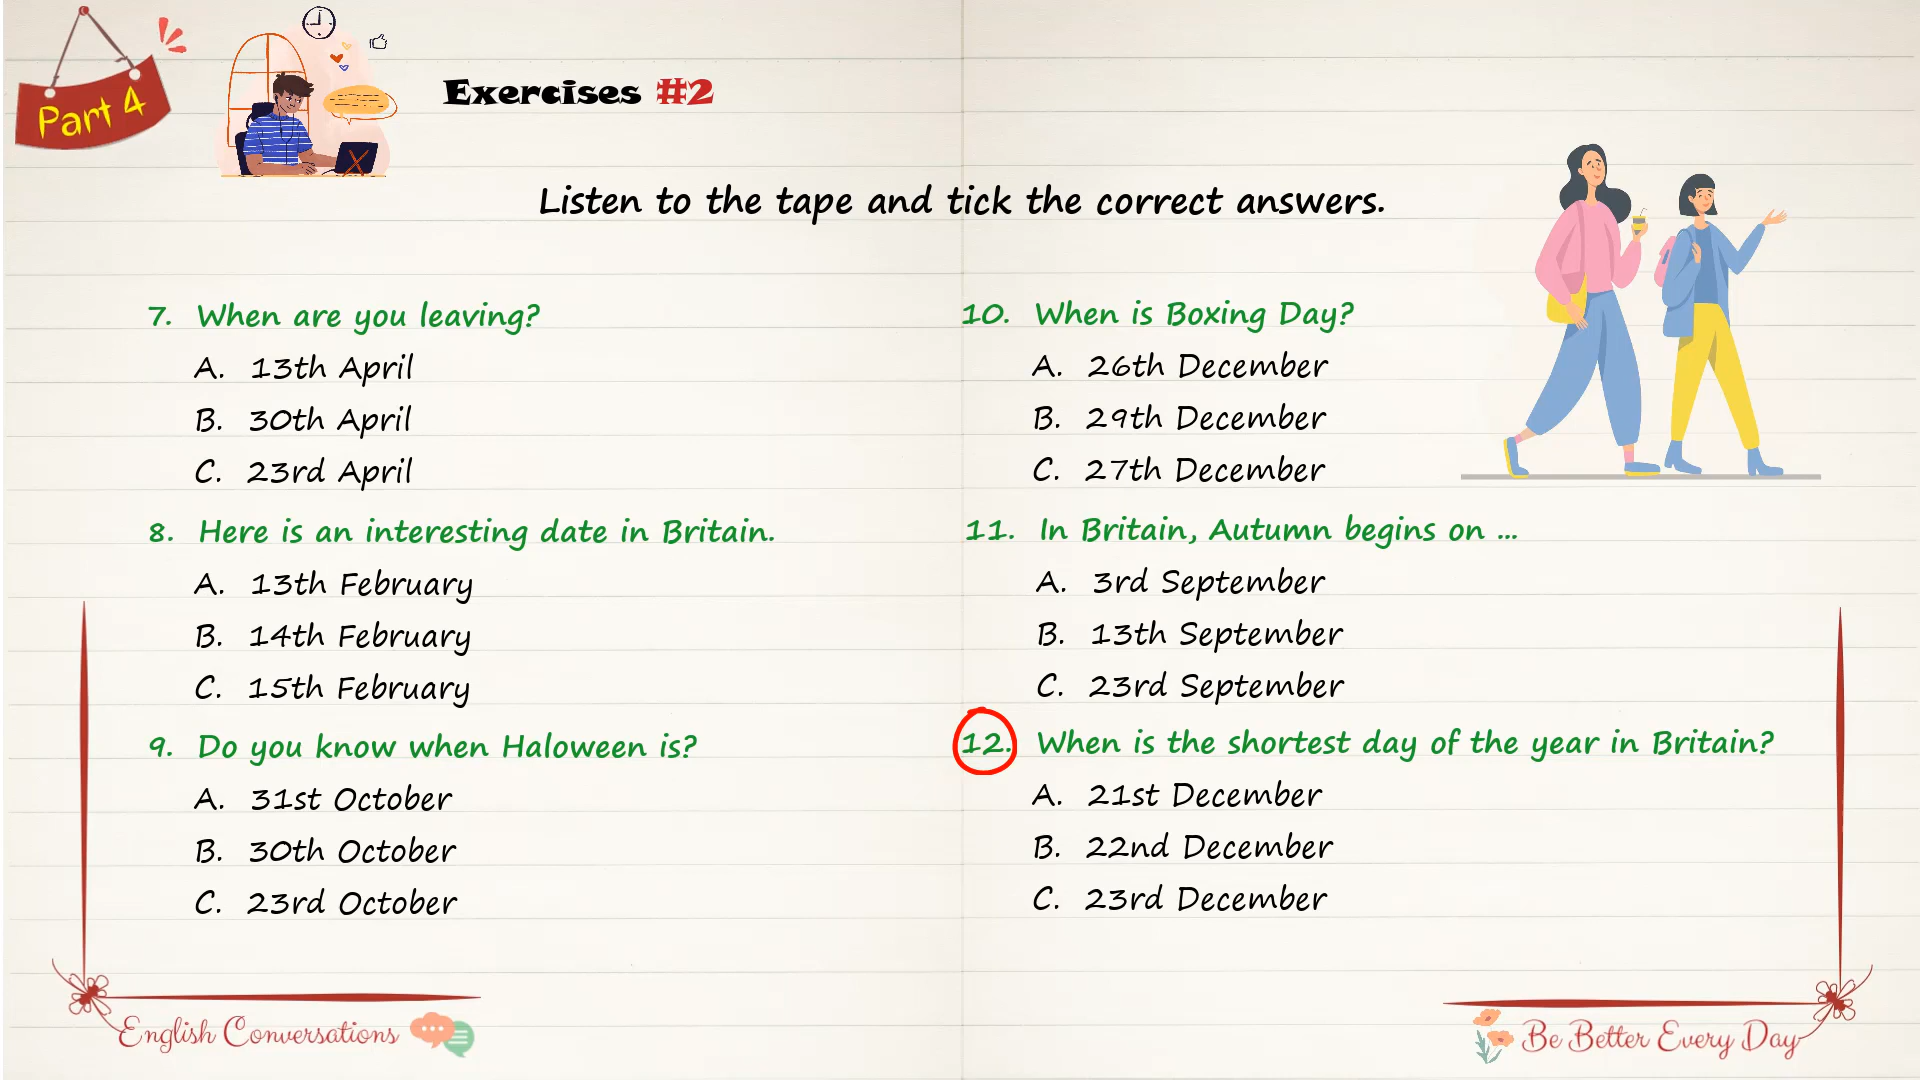 Part 4
Exercises #2
Listen to the tape and tick the correct answers.
7. When are you leaving?
A. 13th April
B. 30th April
C. 23rd April
8. Here is an interesting date in Britain.
A. 13th February
B. 14th February
C. 15th February
9. Do you know when Haloween is?
A. 31st October
B. 30th October
C. 23rd October
10. When is Boxing Day?
A. 26th December
B. 29th December
C. 27th December
11. In Britain, Autumn begins on ...
A. 3rd September
B. 13th September
C. 23rd September
12. When is the shortest day of the year in Britain?
A. 21st December
B. 22nd December
C. 23rd December
English Conversations
Be Better Every Day